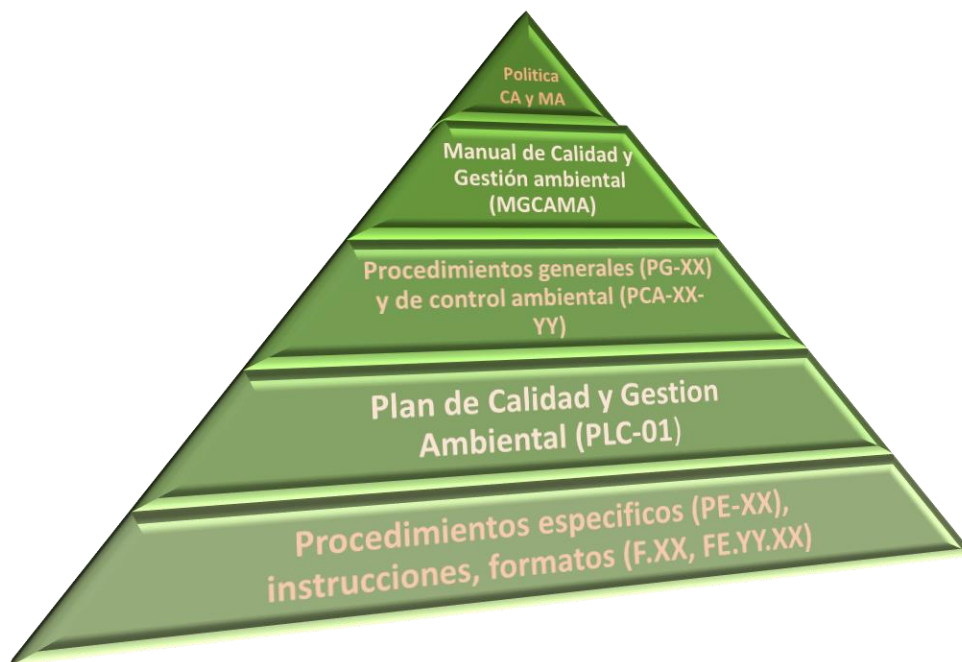 Politica
CA y MA
Manual de Calidad y
Gestión ambiental
(MGCAMA)
Procedimientos generales (PG-XX)
y de control ambiental (PCA-XX-
YY)
Plan de Calidad y Gestion
Ambiental (PLC-01)
Procedimientos especificos (PE-XX),
instrucciones, formatos (F.XX, FE.YY.XX)